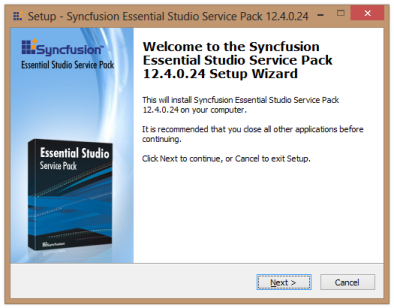 Setup - Syncfusion Essential Studio Service Pack 12.4.0.24
Syncfusion
Essential Studio Service Pack
Essential Studio
Service Pack
Syncfusion
Welcome to the Syncfusion
Essential Studio Service Pack
12.4.0.24 Setup Wizard
This will install Syncfusion Essential Studio Service Pack
12.4.0.24 on your computer.
It is recommended that you close all other applications before
continuing.
Click Next to continue, or Cancel to exit Setup.
Next >
Cancel